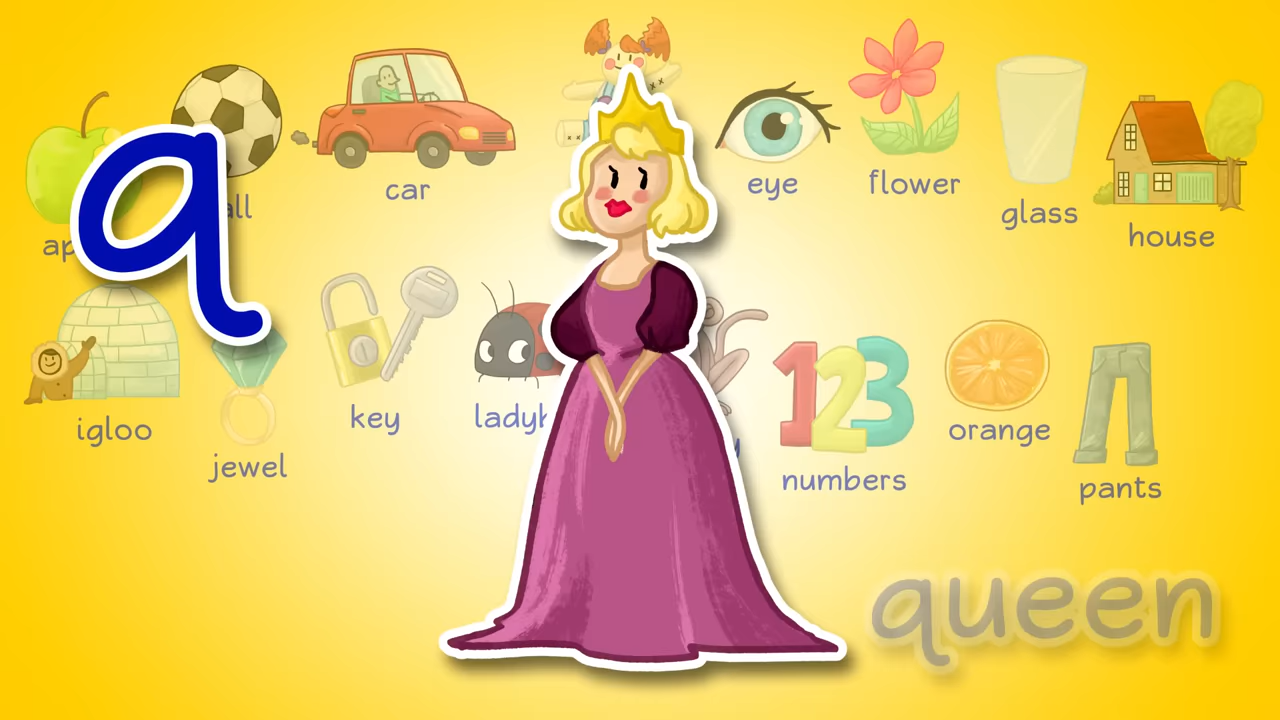 q
car
eye
flower
glass
house
igloo
jewel
key
numbers
orange
pants
queen